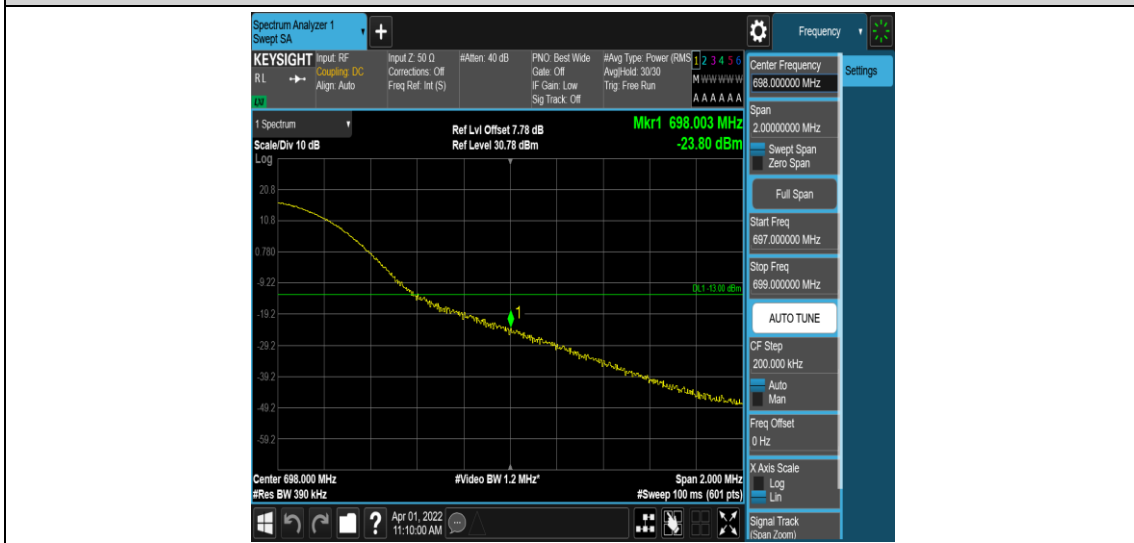 Spectrum Analyzer 1
Swept SA
+
Frequency
KEYSIGHT
RL
LXI
Input: RF
Coupling: DC
Align: Auto
Input Z: 50 Ω
Corrections: Off
Freq Ref: Int (S)
#Atten: 40 dB
PNO: Best Wide
Gate: Off
IF Gain: Low
Sig Track: Off
#Avg Type: Power (RMS
Avg|Hold: 30/30
Trig: Free Run
1 2 3 4 5 6
M W W W W W
A A A A A A
1 Spectrum
Scale/Div 10 dB
Ref Lvl Offset 7.78 dB
Ref Level 30.78 dBm
Mkr1 698.003 MHz
-23.80 dBm
Log
20.8
10.8
0.780
-9.22
-19.2
-29.2
-39.2
-49.2
-59.2
DL1 -13.00 dBm
1
Center 698.000 MHz
#Res BW 390 kHz
#Video BW 1.2 MHz*
Span 2.000 MHz
#Sweep 100 ms (601 pts)
Center Frequency
698.000000 MHz
Settings
Span
2.00000000 MHz
Swept Span
Zero Span
Full Span
Start Freq
697.000000 MHz
Stop Freq
699.000000 MHz
AUTO TUNE
CF Step
200.000 kHz
Auto
Man
Freq Offset
0 Hz
X Axis Scale
Log
Lin
Signal Track
(Span Zoom)
?
Apr 01, 2022
11:10:00 AM